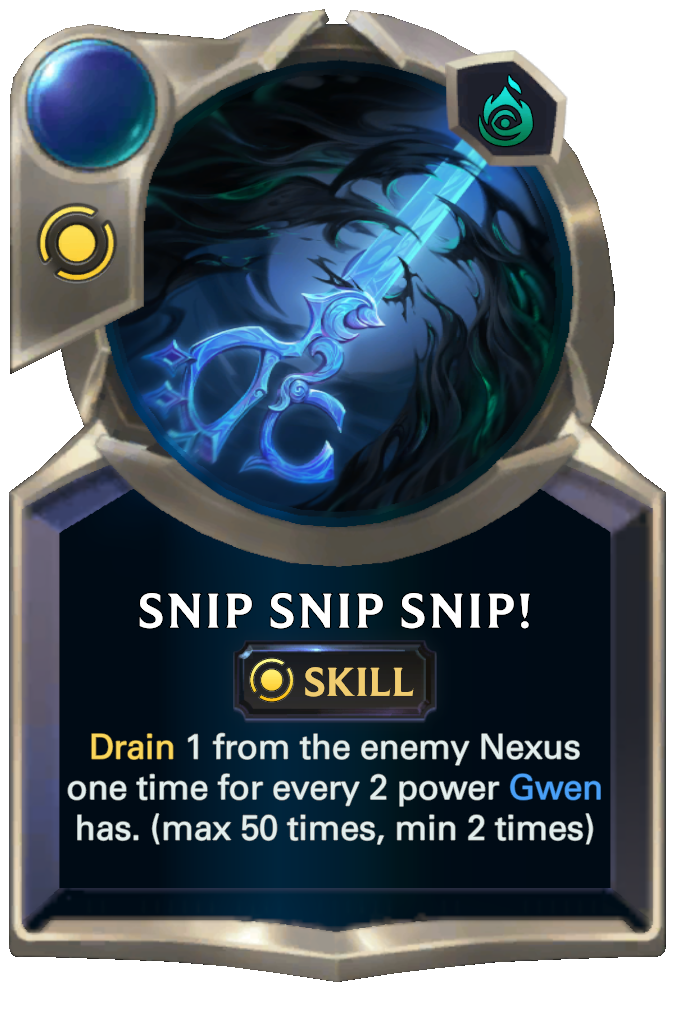 SNIP SNIP SNIP!
SKILL
Drain 1 from the enemy Nexus
one time for every 2 power Gwen
has. (max 50 times, min 2 times)